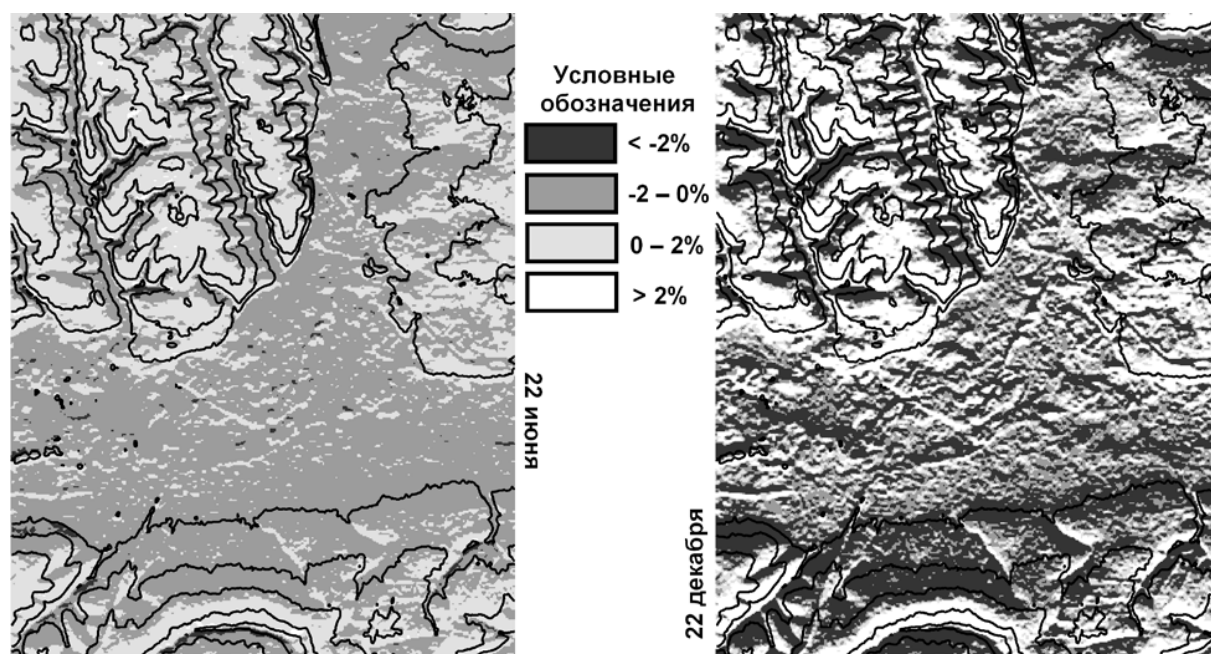 Условные
обозначения
< -2%
-2 – 0%
0 – 2%
> 2%
22 июня
22 декабря